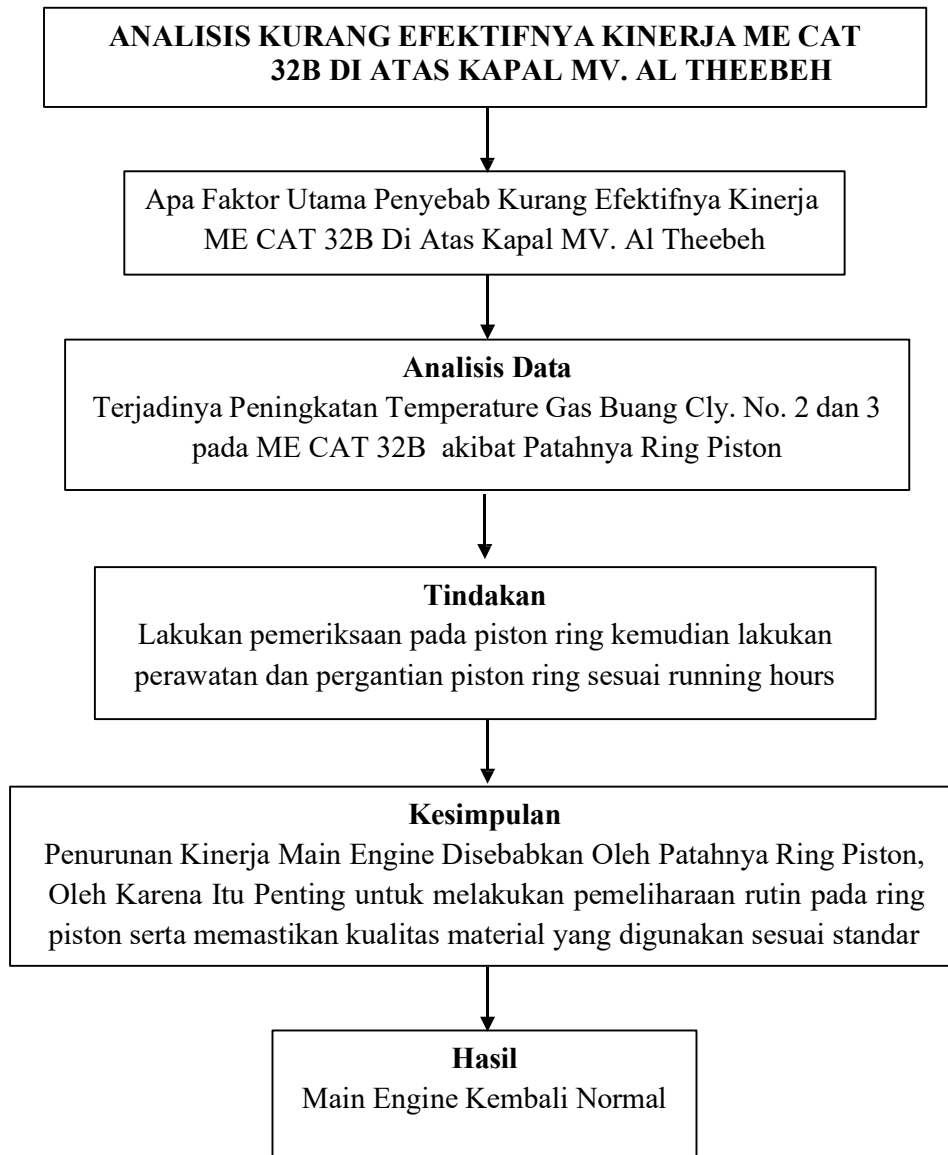 ANALISIS KURANG EFEKTIFNYA KINERJA ME CAT
32B DI ATAS KAPAL MV. AL THEEBEH
Apa Faktor Utama Penyebab Kurang Efektifnya Kinerja
ME CAT 32B Di Atas Kapal MV. Al Theebeh
Analisis Data
Terjadinya Peningkatan Temperature Gas Buang Cly. No. 2 dan 3
pada ME CAT 32B akibat Patahnya Ring Piston
Tindakan
Lakukan pemeriksaan pada piston ring kemudian lakukan
perawatan dan pergantian piston ring sesuai running hours
Kesimpulan
Penurunan Kinerja Main Engine Disebabkan Oleh Patahnya Ring Piston,
Oleh Karena Itu Penting untuk melakukan pemeliharaan rutin pada ring
piston serta memastikan kualitas material yang digunakan sesuai standar
Hasil
Main Engine Kembali Normal